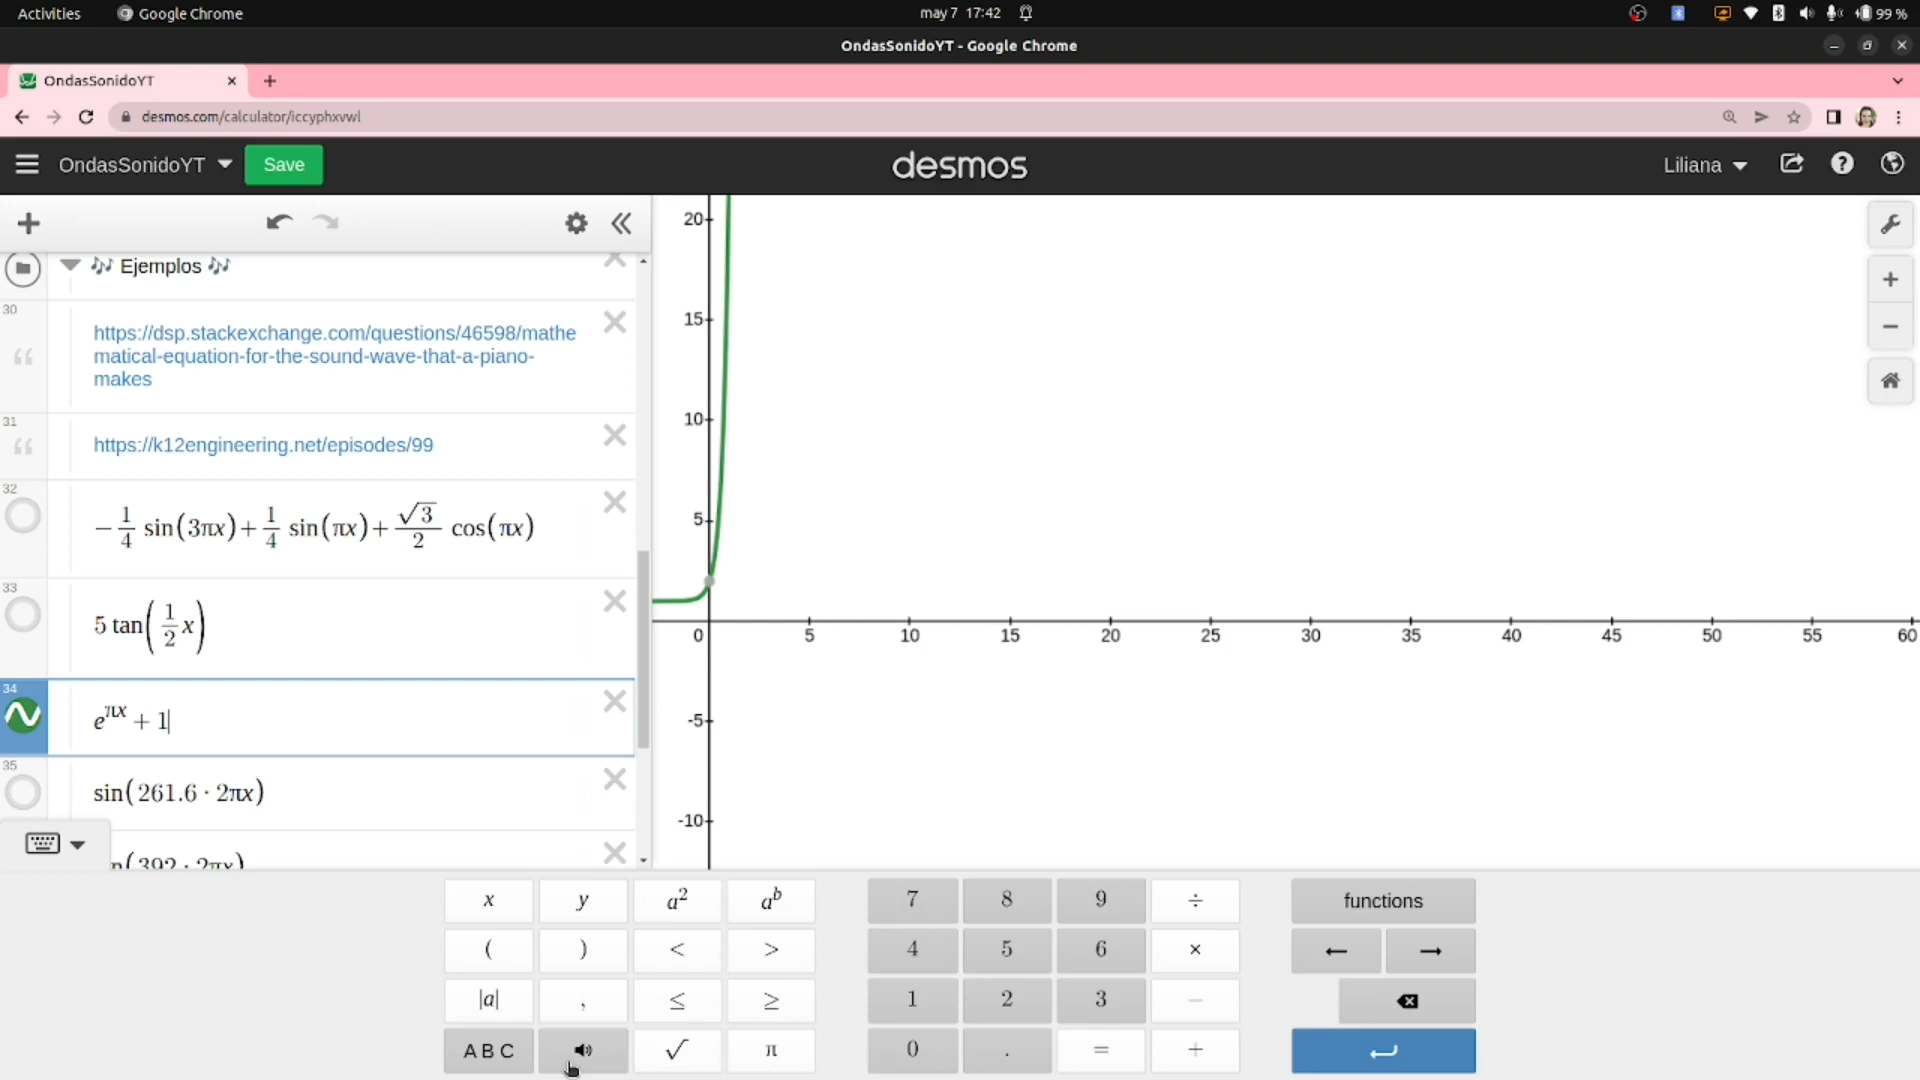 Activities Google Chrome may 7 17:42 99 %
OndasSonidoYT - Google Chrome
OndasSonidoYT
desmos.com/calculator/iccyphxvwl
OndasSonidoYT Save desmos Liliana
🎶 Ejemplos 🎶
30
https://dsp.stackexchange.com/questions/46598/mathe
matical-equation-for-the-sound-wave-that-a-piano-
makes
31
https://k12engineering.net/episodes/99
32
−1/4 sin(3πx)+1/4 sin(πx)+√3/2 cos(πx)
33
5 tan(1/2 x)
34
e^πx + 1
35
sin(261.6 · 2πx)
n(392 · 2πx)
20
15
10
5
0 5 10 15 20 25 30 35 40 45 50 55 60
-5
-10
x y a² aᵇ 7 8 9 ÷ functions
( ) < > 4 5 6 × ← →
|a| , ≤ ≥ 1 2 3 −
A B C √ π 0 . = +